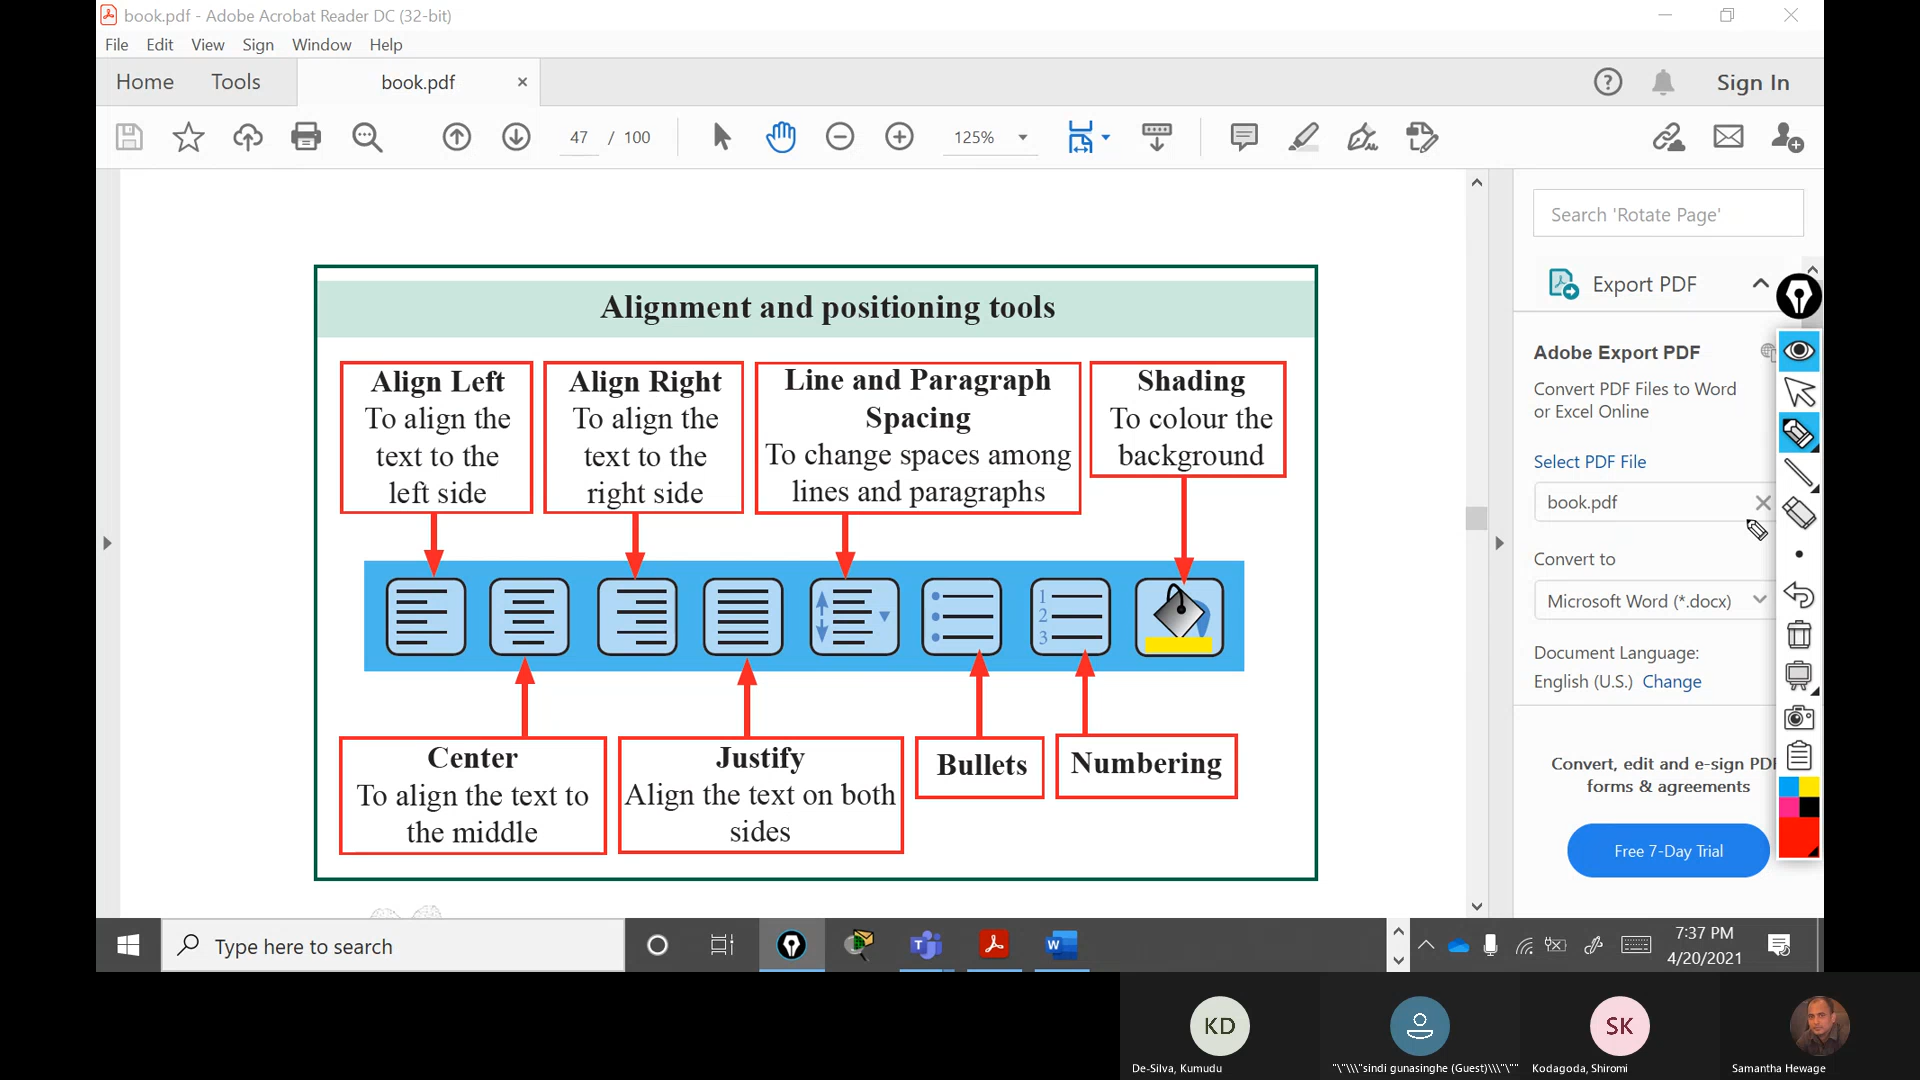 book.pdf - Adobe Acrobat Reader DC (32-bit)
File Edit View Sign Window Help
Home Tools book.pdf × ? Sign In
47 / 100 125%
Search 'Rotate Page'
Export PDF
Adobe Export PDF
Convert PDF Files to Word
or Excel Online
Select PDF File
book.pdf
Convert to
Microsoft Word (*.docx)
Document Language:
English (U.S.) Change
Convert, edit and e-sign PDF
forms & agreements
Free 7-Day Trial
Alignment and positioning tools
Align Left
To align the
text to the
left side
Align Right
To align the
text to the
right side
Line and Paragraph
Spacing
To change spaces among
lines and paragraphs
Shading
To colour the
background
1
2
3
Center
To align the text to
the middle
Justify
Align the text on both
sides
Bullets
Numbering
Type here to search
7:37 PM
4/20/2021
KD
De-Silva, Kumudu
"\"\\\"sindi gunasinghe (Guest)\\\"\""
SK
Kodagoda, Shiromi
Samantha Hewage